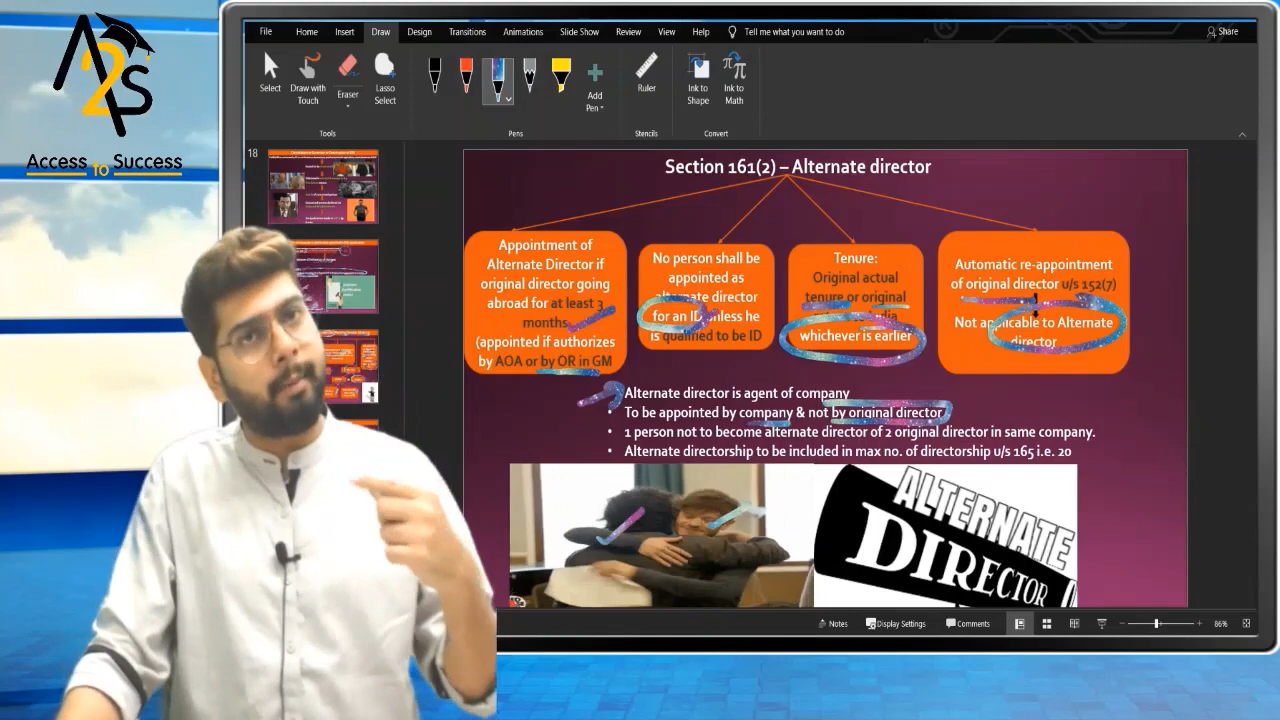 A2S
Access to Success
File Home Insert Draw Design Transitions Animations Slide Show Review View Help Tell me what you want to do Share
Select
Draw with
Touch
Eraser
Lasso
Select
Add
Pen
Ruler
Ink to
Shape
Ink to
Math
Tools Pens Stencils Convert
18
Section 161(2) – Alternate director
Appointment of
Alternate Director if
original director going
abroad for at least 3
months
(appointed if authorizes
by AOA or by OR in GM
No person shall be
appointed as
alternate director
for an ID unless he
is qualified to be ID
Tenure:
Original actual
tenure or original
whichever is earlier
Automatic re-appointment
of original director u/s 152(7)
Not applicable to Alternate
director
Alternate director is agent of company
• To be appointed by company & not by original director
• 1 person not to become alternate director of 2 original director in same company.
• Alternate directorship to be included in max no. of directorship u/s 165 i.e. 20
ALTERNATE
DIRECTOR
Notes Display Settings Comments 86%